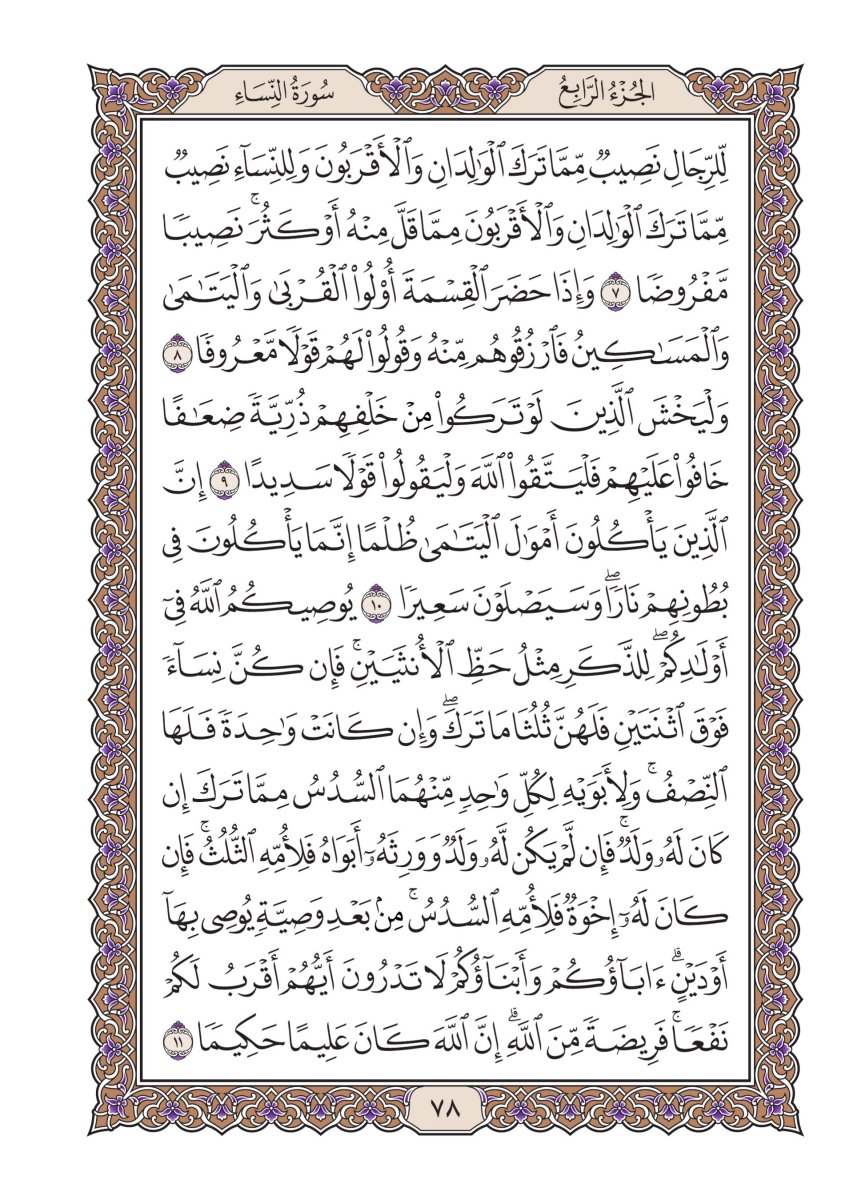 الجُزْءُ الرَّابِعُ
سُورَةُ النِّسَاءِ
لِّلرِّجَالِ نَصِيبٞ مِّمَّا تَرَكَ ٱلۡوَٰلِدَانِ وَٱلۡأَقۡرَبُونَ وَلِلنِّسَآءِ نَصِيبٞ
مِّمَّا تَرَكَ ٱلۡوَٰلِدَانِ وَٱلۡأَقۡرَبُونَ مِمَّا قَلَّ مِنۡهُ أَوۡ كَثُرَۚ نَصِيبٗا
مَّفۡرُوضٗا ٧ وَإِذَا حَضَرَ ٱلۡقِسۡمَةَ أُوْلُواْ ٱلۡقُرۡبَىٰ وَٱلۡيَتَٰمَىٰ
وَٱلۡمَسَٰكِينُ فَٱرۡزُقُوهُم مِّنۡهُ وَقُولُواْ لَهُمۡ قَوۡلٗا مَّعۡرُوفٗا ٨
وَلۡيَخۡشَ ٱلَّذِينَ لَوۡ تَرَكُواْ مِنۡ خَلۡفِهِمۡ ذُرِّيَّةٗ ضِعَٰفًا
خَافُواْ عَلَيۡهِمۡ فَلۡيَتَّقُواْ ٱللَّهَ وَلۡيَقُولُواْ قَوۡلٗا سَدِيدًا ٩ إِنَّ
ٱلَّذِينَ يَأۡكُلُونَ أَمۡوَٰلَ ٱلۡيَتَٰمَىٰ ظُلۡمًا إِنَّمَا يَأۡكُلُونَ فِي
بُطُونِهِمۡ نَارٗاۖ وَسَيَصۡلَوۡنَ سَعِيرٗا ١٠ يُوصِيكُمُ ٱللَّهُ فِيٓ
أَوۡلَٰدِكُمۡۖ لِلذَّكَرِ مِثۡلُ حَظِّ ٱلۡأُنثَيَيۡنِۚ فَإِن كُنَّ نِسَآءٗ
فَوۡقَ ٱثۡنَتَيۡنِ فَلَهُنَّ ثُلُثَا مَا تَرَكَۖ وَإِن كَانَتۡ وَٰحِدَةٗ فَلَهَا
ٱلنِّصۡفُۚ وَلِأَبَوَيۡهِ لِكُلِّ وَٰحِدٖ مِّنۡهُمَا ٱلسُّدُسُ مِمَّا تَرَكَ إِن
كَانَ لَهُۥ وَلَدٞۚ فَإِن لَّمۡ يَكُن لَّهُۥ وَلَدٞ وَوَرِثَهُۥٓ أَبَوَاهُ فَلِأُمِّهِ ٱلثُّلُثُۚ فَإِن
كَانَ لَهُۥٓ إِخۡوَةٞ فَلِأُمِّهِ ٱلسُّدُسُۚ مِنۢ بَعۡدِ وَصِيَّةٖ يُوصِي بِهَآ
أَوۡ دَيۡنٍۗ ءَابَآؤُكُمۡ وَأَبۡنَآؤُكُمۡ لَا تَدۡرُونَ أَيُّهُمۡ أَقۡرَبُ لَكُمۡ
نَفۡعٗاۚ فَرِيضَةٗ مِّنَ ٱللَّهِۗ إِنَّ ٱللَّهَ كَانَ عَلِيمًا حَكِيمٗا ١١
٧٨